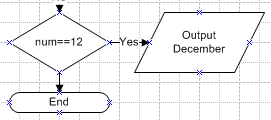 num==12
Yes
Output
December
End